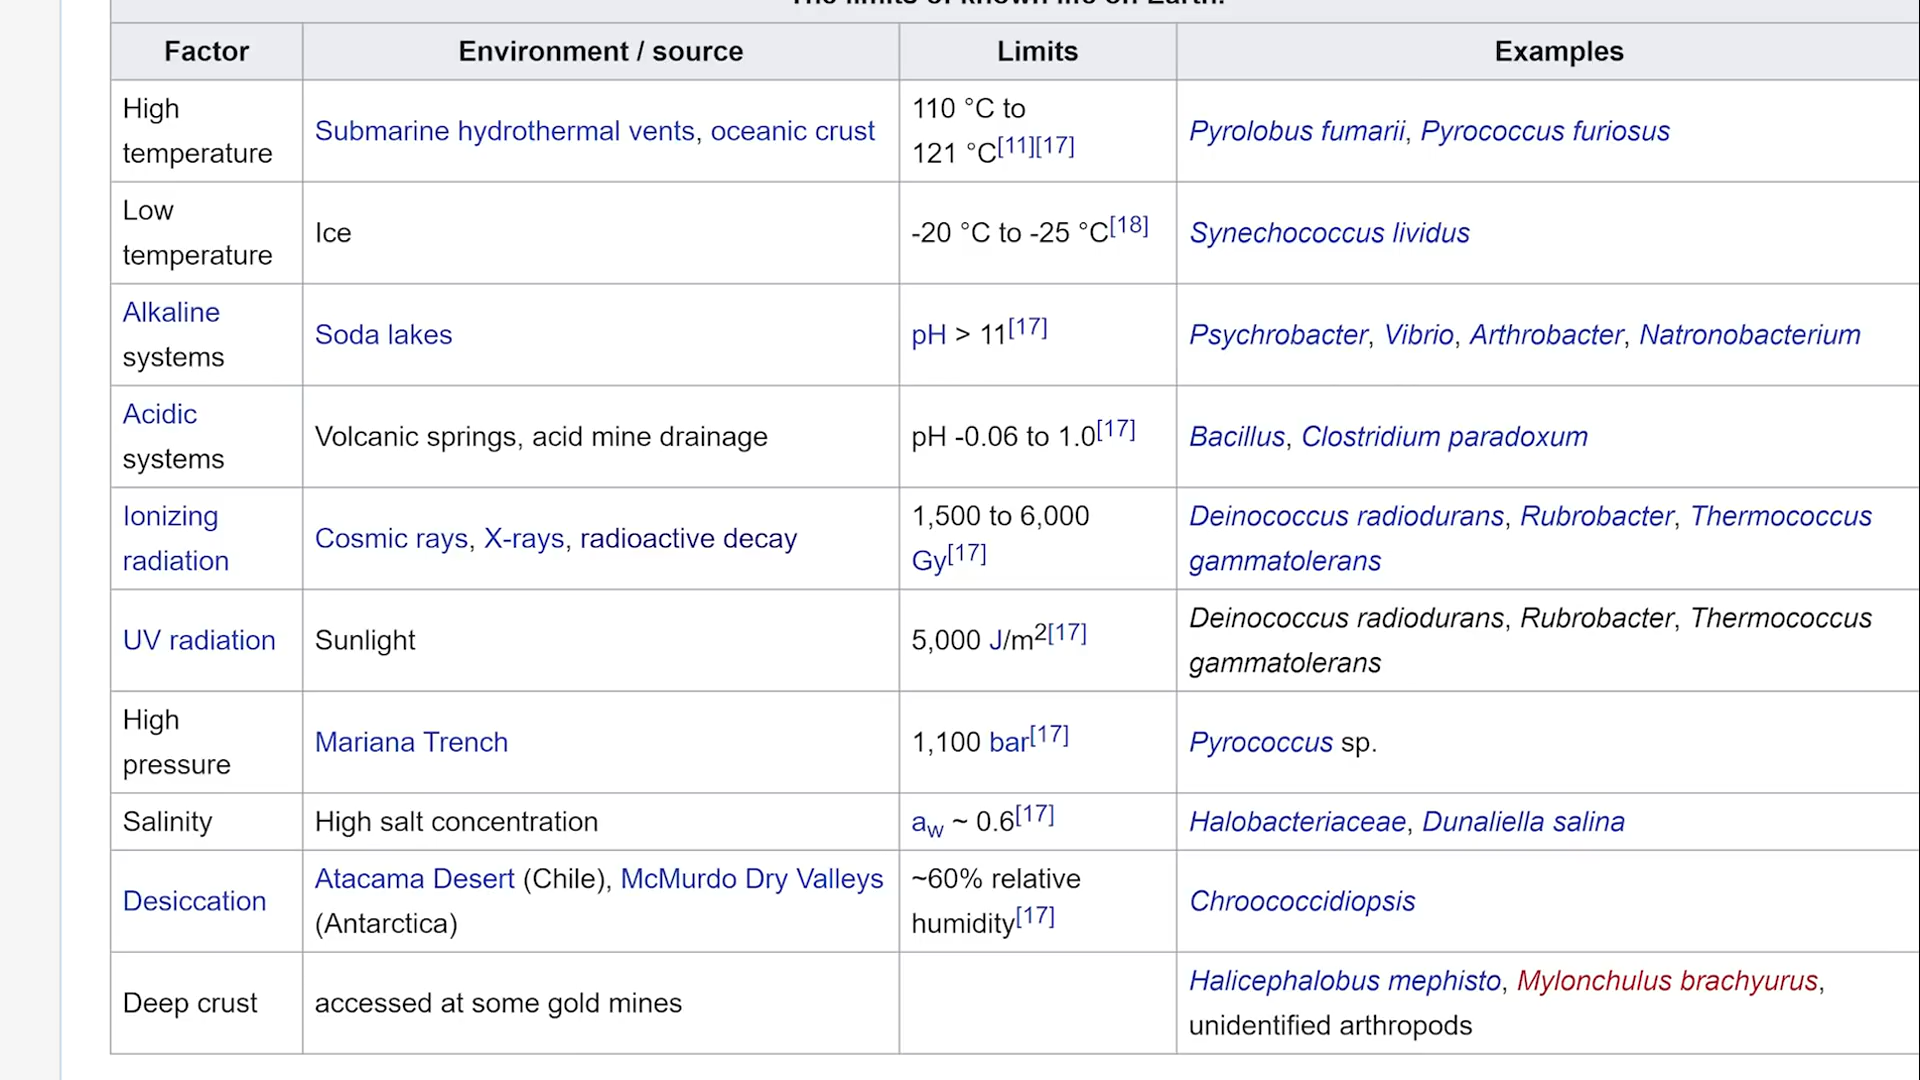 The limits of known life on Earth.
Factor Environment / source Limits Examples
High temperature Submarine hydrothermal vents, oceanic crust 110 °C to 121 °C[11][17] Pyrolobus fumarii, Pyrococcus furiosus
Low temperature Ice -20 °C to -25 °C[18] Synechococcus lividus
Alkaline systems Soda lakes pH > 11[17] Psychrobacter, Vibrio, Arthrobacter, Natronobacterium
Acidic systems Volcanic springs, acid mine drainage pH -0.06 to 1.0[17] Bacillus, Clostridium paradoxum
Ionizing radiation Cosmic rays, X-rays, radioactive decay 1,500 to 6,000 Gy[17] Deinococcus radiodurans, Rubrobacter, Thermococcus gammatolerans
UV radiation Sunlight 5,000 J/m2[17] Deinococcus radiodurans, Rubrobacter, Thermococcus gammatolerans
High pressure Mariana Trench 1,100 bar[17] Pyrococcus sp.
Salinity High salt concentration aw ~ 0.6[17] Halobacteriaceae, Dunaliella salina
Desiccation Atacama Desert (Chile), McMurdo Dry Valleys (Antarctica) ~60% relative humidity[17] Chroococcidiopsis
Deep crust accessed at some gold mines Halicephalobus mephisto, Mylonchulus brachyurus, unidentified arthropods